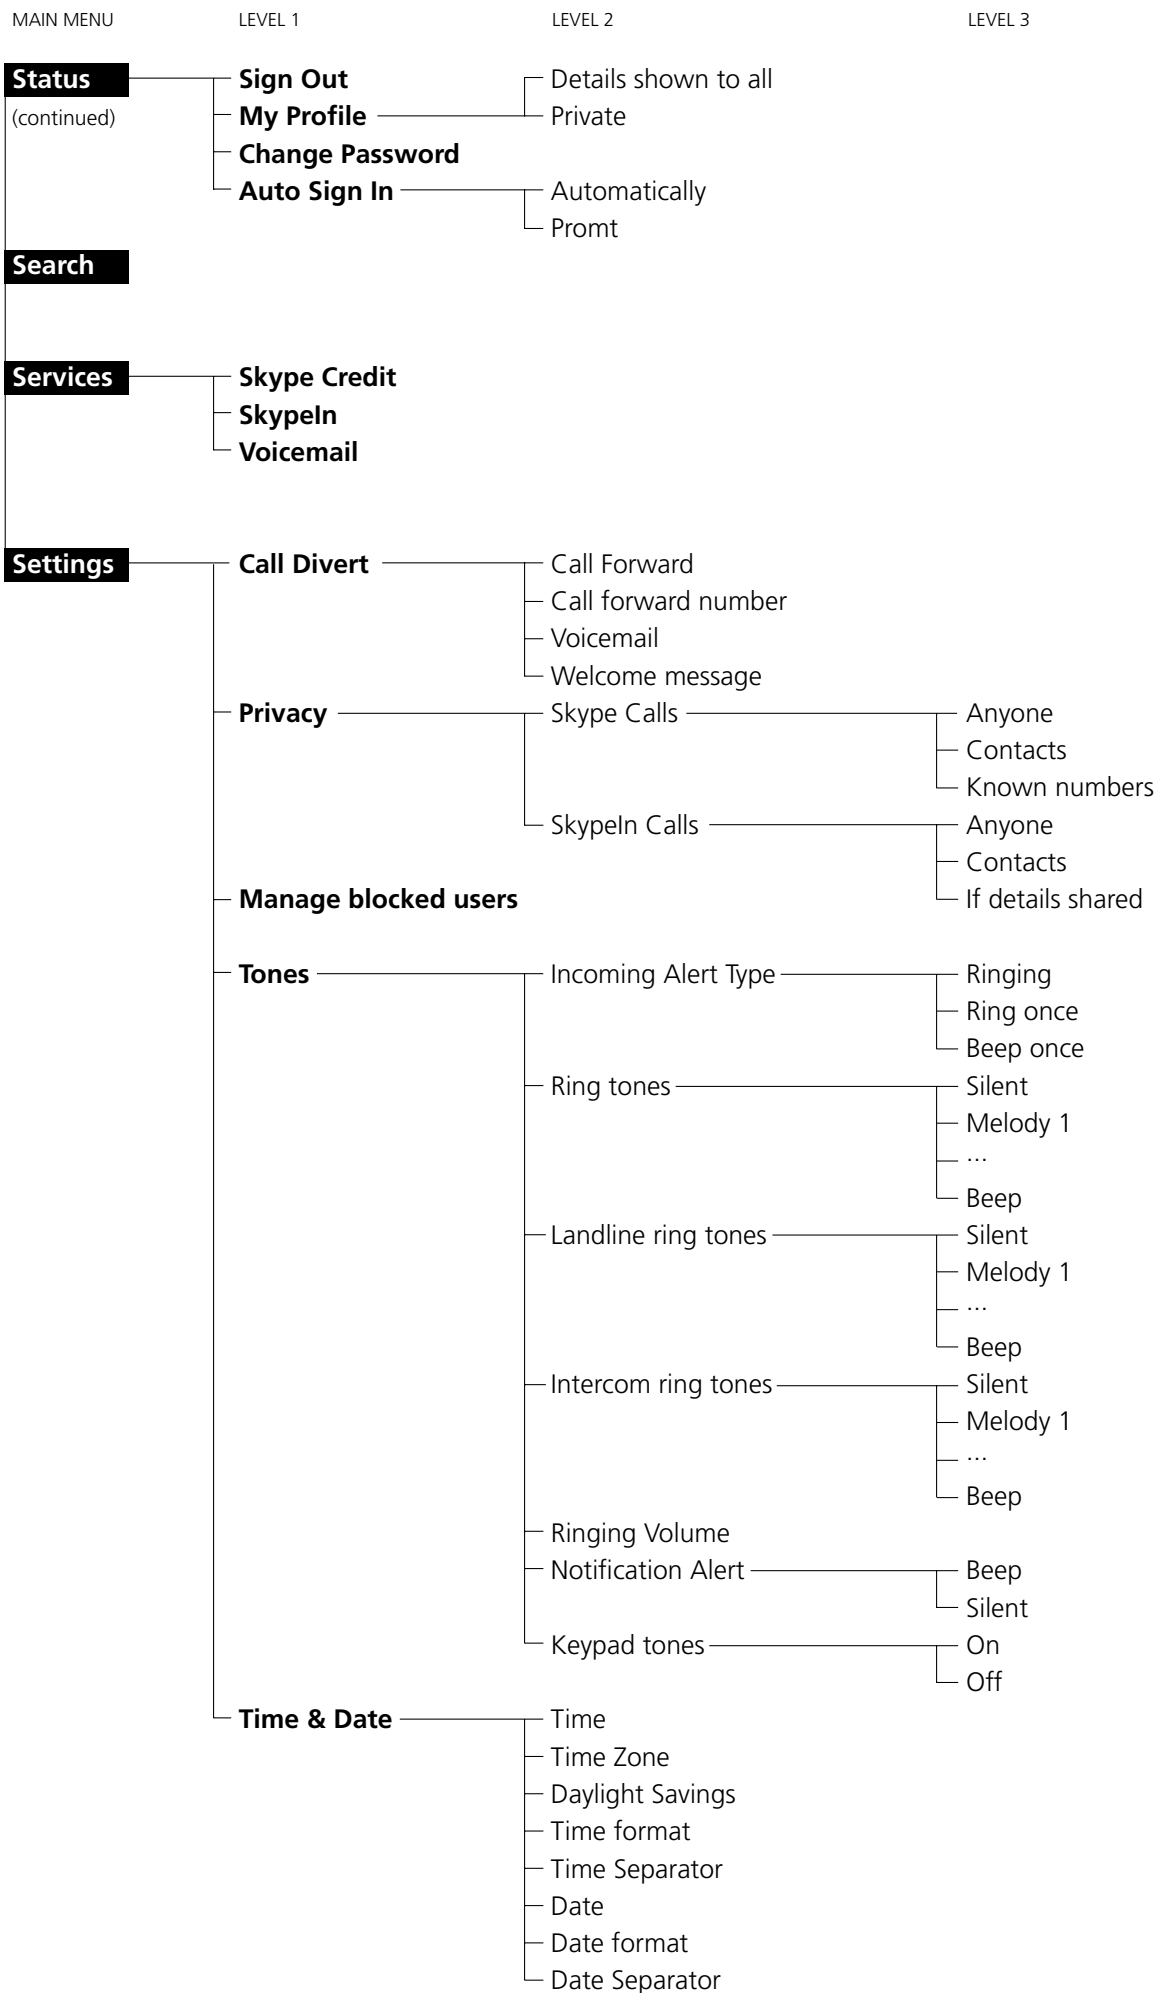 MAIN MENU LEVEL 1 LEVEL 2 LEVEL 3
Status Sign Out Details shown to all
(continued) My Profile Private
Change Password
Auto Sign In Automatically
Promt
Search
Services Skype Credit
SkypeIn
Voicemail
Settings Call Divert Call Forward
Call forward number
Voicemail
Welcome message
Privacy Skype Calls Anyone
Contacts
Known numbers
SkypeIn Calls Anyone
Contacts
Manage blocked users If details shared
Tones Incoming Alert Type Ringing
Ring once
Beep once
Ring tones Silent
Melody 1
...
Beep
Landline ring tones Silent
Melody 1
...
Beep
Intercom ring tones Silent
Melody 1
...
Beep
Ringing Volume
Notification Alert Beep
Silent
Keypad tones On
Off
Time & Date Time
Time Zone
Daylight Savings
Time format
Time Separator
Date
Date format
Date Separator